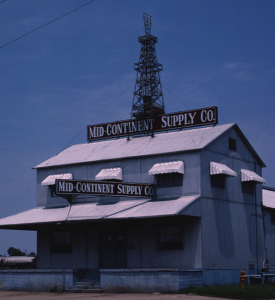 MID-CONTINENT SUPPLY CO.
MID-CONTINENT SUPPLY CO